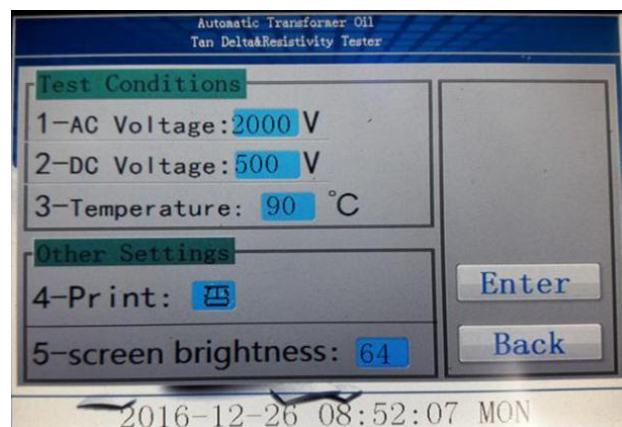 Automatic Transformer Oil
Tan Delta&Resistivity Tester
Test Conditions
1-AC Voltage:2000 V
2-DC Voltage:500 V
3-Temperature: 90 °C
Other Settings
4-Print:
5-screen brightness: 64
Enter
Back
2016-12-26 08:52:07 MON